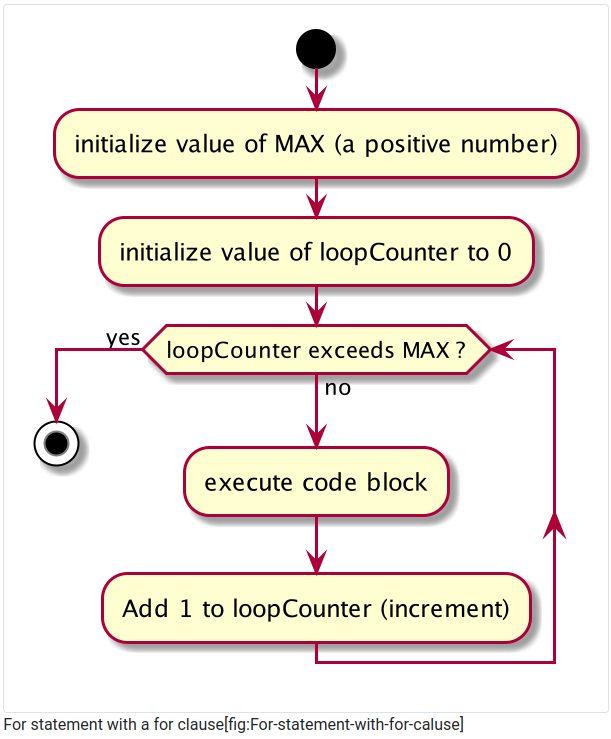 initialize value of MAX (a positive number)
initialize value of loopCounter to 0
yes
loopCounter exceeds MAX ?
no
execute code block
Add 1 to loopCounter (increment)
For statement with a for clause[fig:For-statement-with-for-caluse]